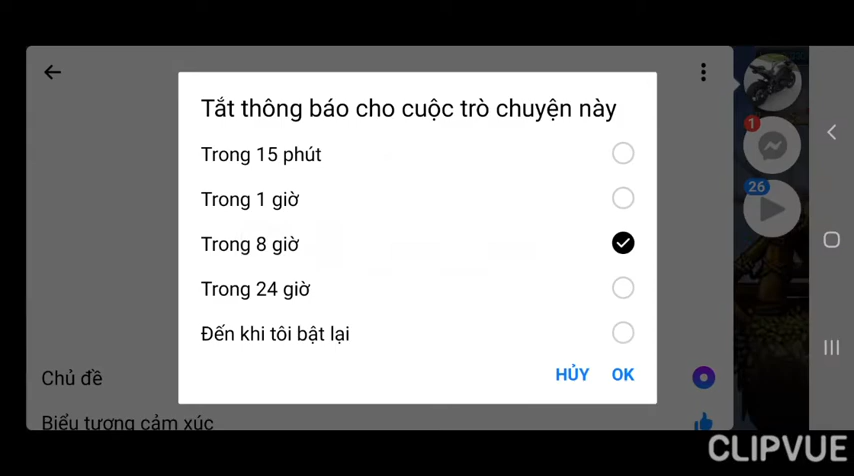 Tắt thông báo cho cuộc trò chuyện này
Trong 15 phút
Trong 1 giờ
Trong 8 giờ
Trong 24 giờ
Đến khi tôi bật lại
HỦY OK
Chủ đề
Biểu tượng cảm xúc
1
26
CLIPVUE